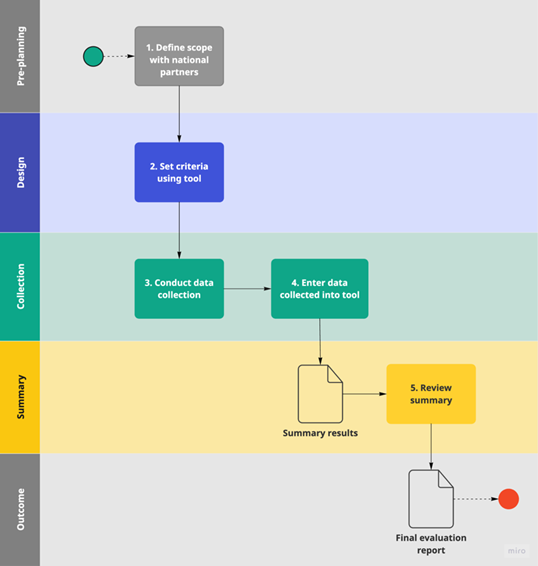 Pre-planning
1. Define scope
with national
partners
Design
2. Set criteria
using tool
Collection
3. Conduct data
collection
4. Enter data
collected into tool
Summary
Summary results
5. Review
summary
Outcome
Final evaluation
report
miro